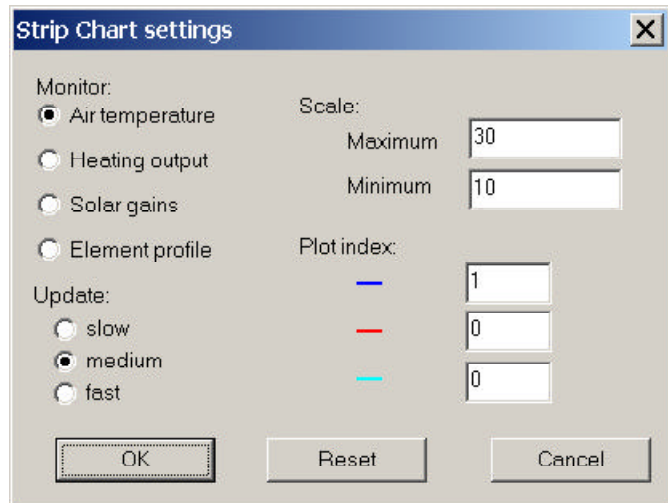 Strip Chart settings
Monitor:
Air temperature
Heating output
Solar gains
Element profile
Update:
slow
medium
fast
Scale:
Maximum 30
Minimum 10
Plot index:
1
0
0
OK Reset Cancel